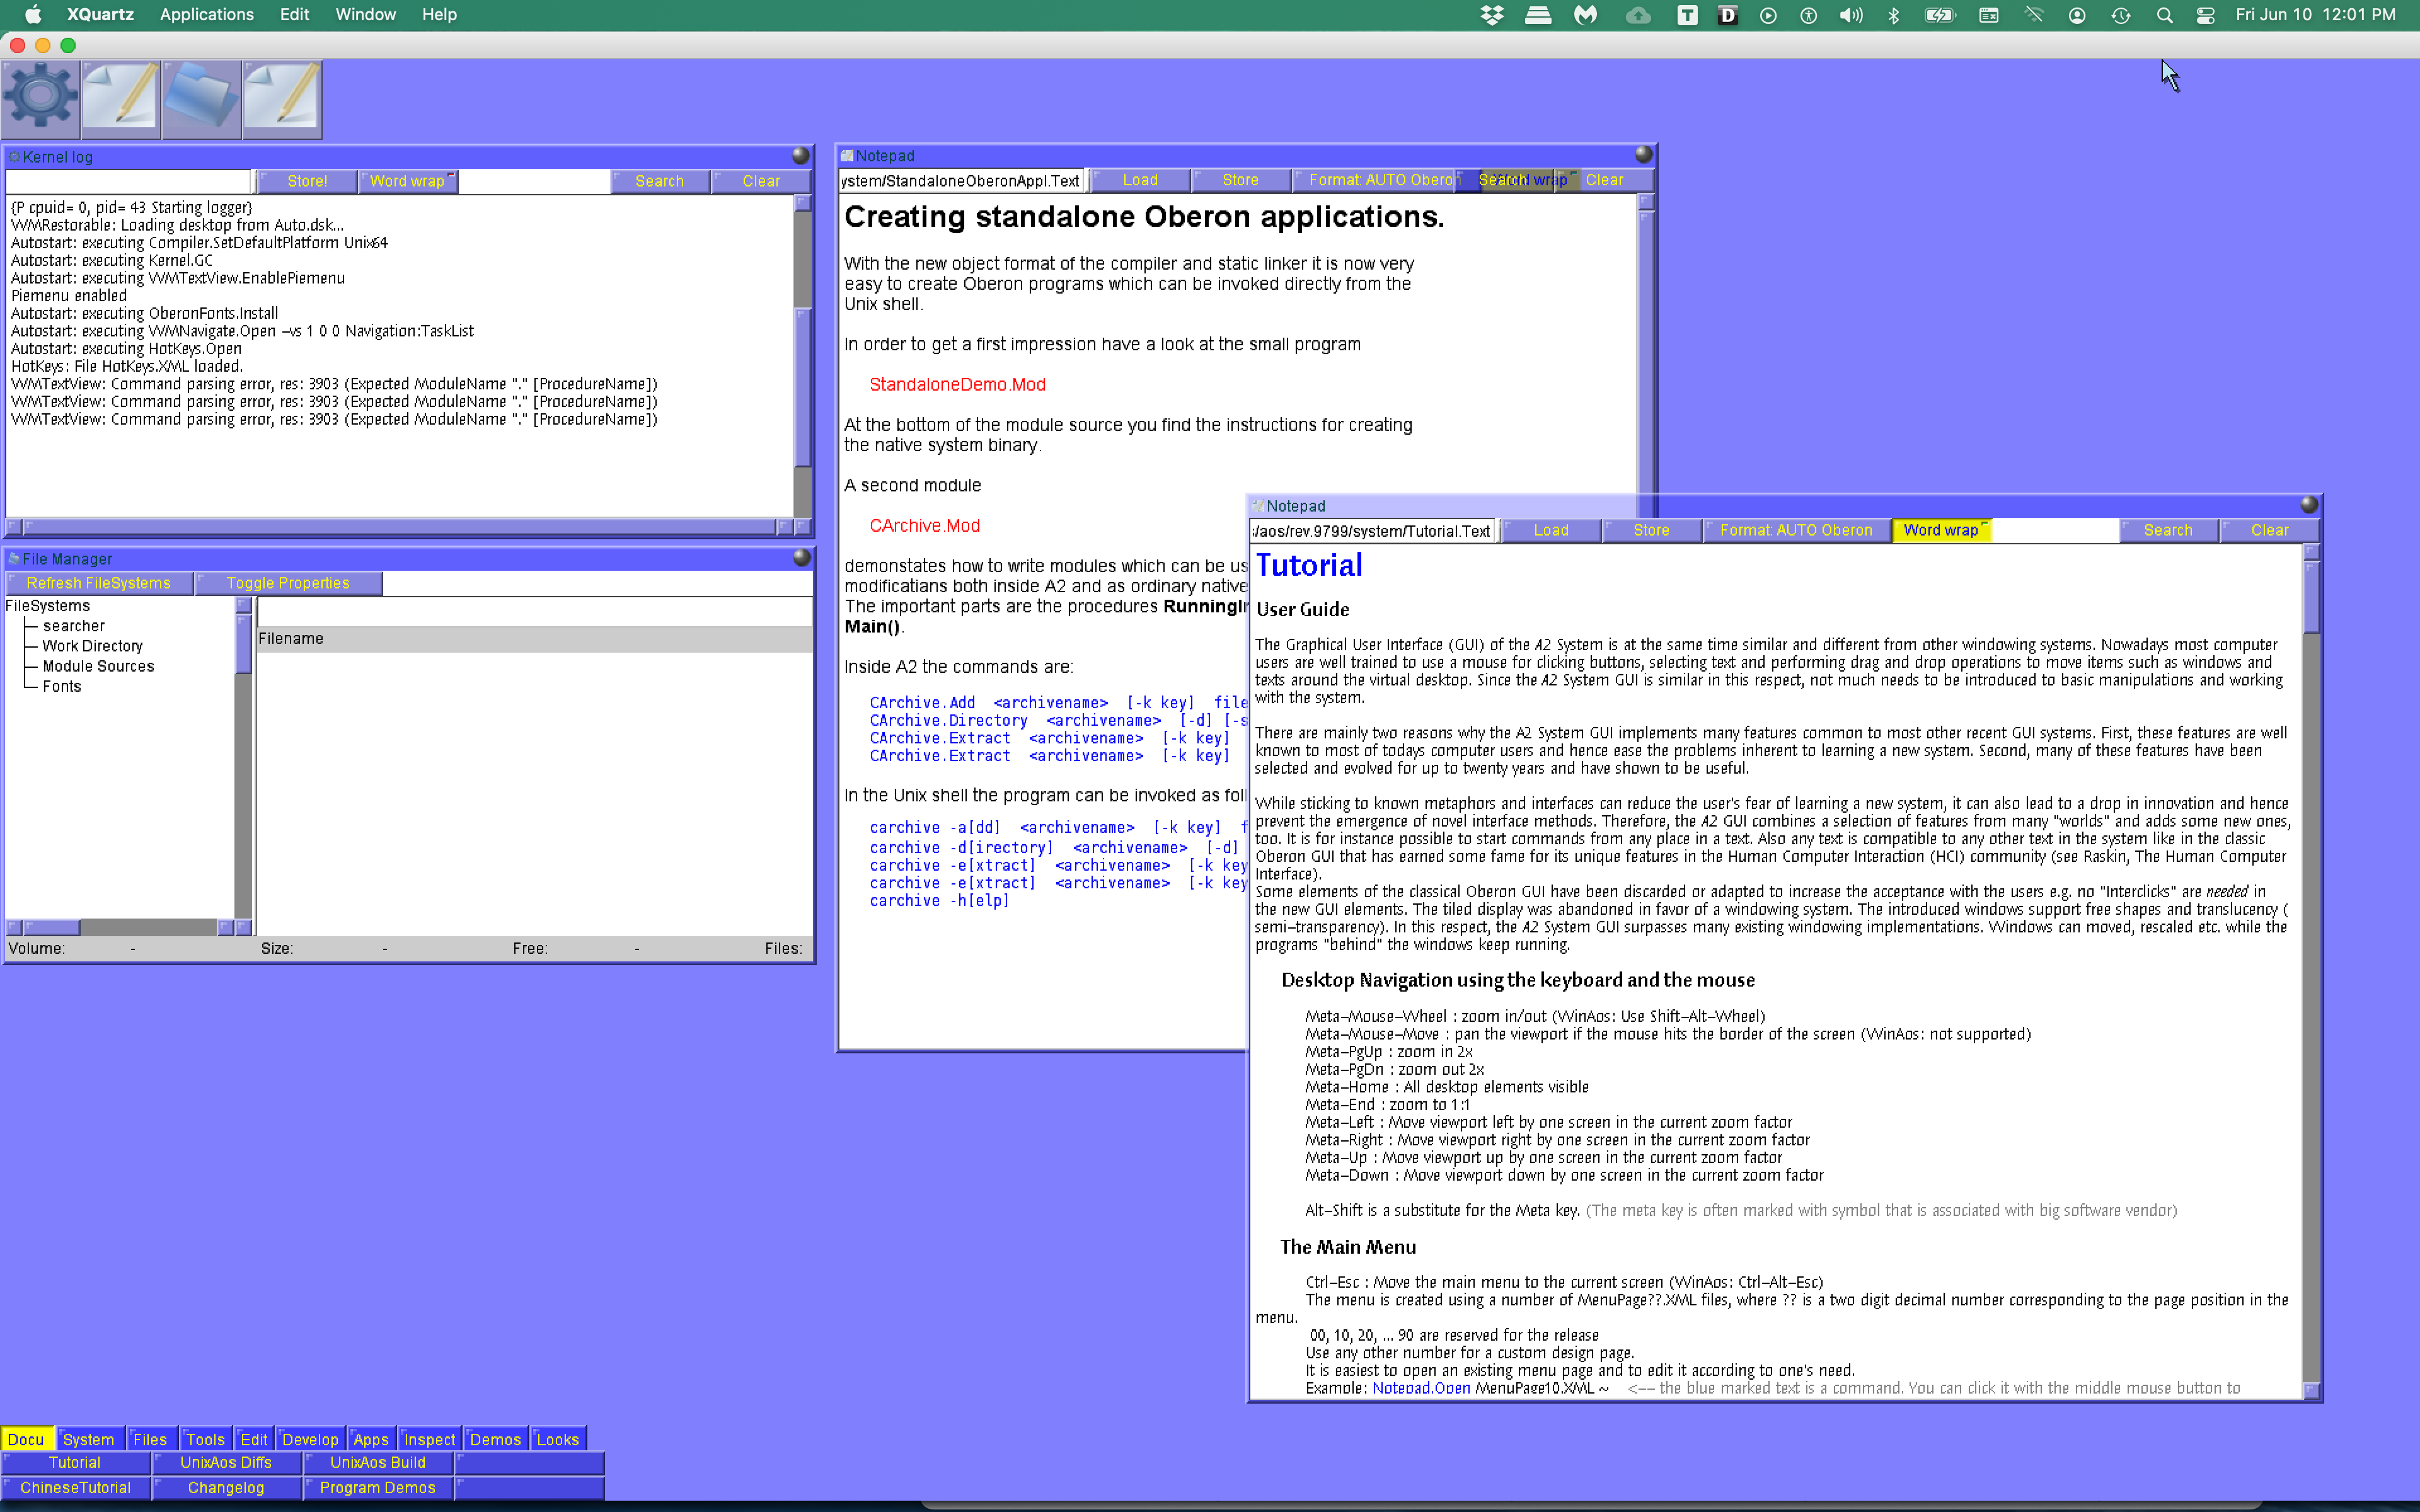 XQuartz Applications Edit Window Help
Fri Jun 10 12:01 PM
Kernel log
Store! Word wrap Search Clear
{P cpuid= 0, pid= 43 Starting logger}
WMRestorable: Loading desktop from Auto.dsk...
Autostart: executing Compiler.SetDefaultPlatform Unix64
Autostart: executing Kernel.GC
Autostart: executing WMTextView.EnablePiemenu
Piemenu enabled
Autostart: executing OberonFonts.Install
Autostart: executing WMNavigate.Open -vs 1 0 0 Navigation:TaskList
Autostart: executing HotKeys.Open
HotKeys: File HotKeys.XML loaded.
WMTextView: Command parsing error, res: 3903 (Expected ModuleName "." [ProcedureName])
WMTextView: Command parsing error, res: 3903 (Expected ModuleName "." [ProcedureName])
WMTextView: Command parsing error, res: 3903 (Expected ModuleName "." [ProcedureName])
File Manager
Refresh FileSystems Toggle Properties
FileSystems
searcher
Work Directory
Module Sources
Fonts
Filename
Volume: - Size: - Free: - Files:
Notepad
ystem/StandaloneOberonAppl.Text Load Store Format: AUTO Oberon Search Word wrap Clear
Creating standalone Oberon applications.
With the new object format of the compiler and static linker it is now very
easy to create Oberon programs which can be invoked directly from the
Unix shell.
In order to get a first impression have a look at the small program
StandaloneDemo.Mod
At the bottom of the module source you find the instructions for creating
the native system binary.
A second module
CArchive.Mod
demonstates how to write modules which can be us
modificatians both inside A2 and as ordinary native
The important parts are the procedures RunningIn
Main().
Inside A2 the commands are:
CArchive.Add <archivename> [-k key] file
CArchive.Directory <archivename> [-d] [-s
CArchive.Extract <archivename> [-k key]
CArchive.Extract <archivename> [-k key]
In the Unix shell the program can be invoked as fol
carchive -a[dd] <archivename> [-k key] f
carchive -d[irectory] <archivename> [-d]
carchive -e[xtract] <archivename> [-k key
carchive -e[xtract] <archivename> [-k key
carchive -h[elp]
Notepad
:/aos/rev.9799/system/Tutorial.Text Load Store Format: AUTO Oberon Word wrap Search Clear
Tutorial
User Guide
The Graphical User Interface (GUI) of the A2 System is at the same time similar and different from other windowing systems. Nowadays most computer
users are well trained to use a mouse for clicking buttons, selecting text and performing drag and drop operations to move items such as windows and
texts around the virtual desktop. Since the A2 System GUI is similar in this respect, not much needs to be introduced to basic manipulations and working
with the system.
There are mainly two reasons why the A2 System GUI implements many features common to most other recent GUI systems. First, these features are well
known to most of todays computer users and hence ease the problems inherent to learning a new system. Second, many of these features have been
selected and evolved for up to twenty years and have shown to be useful.
While sticking to known metaphors and interfaces can reduce the user's fear of learning a new system, it can also lead to a drop in innovation and hence
prevent the emergence of novel interface methods. Therefore, the A2 GUI combines a selection of features from many "worlds" and adds some new ones,
too. It is for instance possible to start commands from any place in a text. Also any text is compatible to any other text in the system like in the classic
Oberon GUI that has earned some fame for its unique features in the Human Computer Interaction (HCI) community (see Raskin, The Human Computer
Interface).
Some elements of the classical Oberon GUI have been discarded or adapted to increase the acceptance with the users e.g. no "Interclicks" are needed in
the new GUI elements. The tiled display was abandoned in favor of a windowing system. The introduced windows support free shapes and translucency (
semi-transparency). In this respect, the A2 System GUI surpasses many existing windowing implementations. Windows can moved, rescaled etc. while the
programs "behind" the windows keep running.
Desktop Navigation using the keyboard and the mouse
Meta-Mouse-Wheel : zoom in/out (WinAos: Use Shift-Alt-Wheel)
Meta-Mouse-Move : pan the viewport if the mouse hits the border of the screen (WinAos: not supported)
Meta-PgUp : zoom in 2x
Meta-PgDn : zoom out 2x
Meta-Home : All desktop elements visible
Meta-End : zoom to 1:1
Meta-Left : Move viewport left by one screen in the current zoom factor
Meta-Right : Move viewport right by one screen in the current zoom factor
Meta-Up : Move viewport up by one screen in the current zoom factor
Meta-Down : Move viewport down by one screen in the current zoom factor
Alt-Shift is a substitute for the Meta key. (The meta key is often marked with symbol that is associated with big software vendor)
The Main Menu
Ctrl-Esc : Move the main menu to the current screen (WinAos: Ctrl-Alt-Esc)
The menu is created using a number of MenuPage??.XML files, where ?? is a two digit decimal number corresponding to the page position in the
menu.
00, 10, 20, ... 90 are reserved for the release
Use any other number for a custom design page.
It is easiest to open an existing menu page and to edit it according to one's need.
Example: Notepad.Open MenuPage10.XML ~ <-- the blue marked text is a command. You can click it with the middle mouse button to
Docu System Files Tools Edit Develop Apps Inspect Demos Looks
Tutorial UnixAos Diffs UnixAos Build
ChineseTutorial Changelog Program Demos